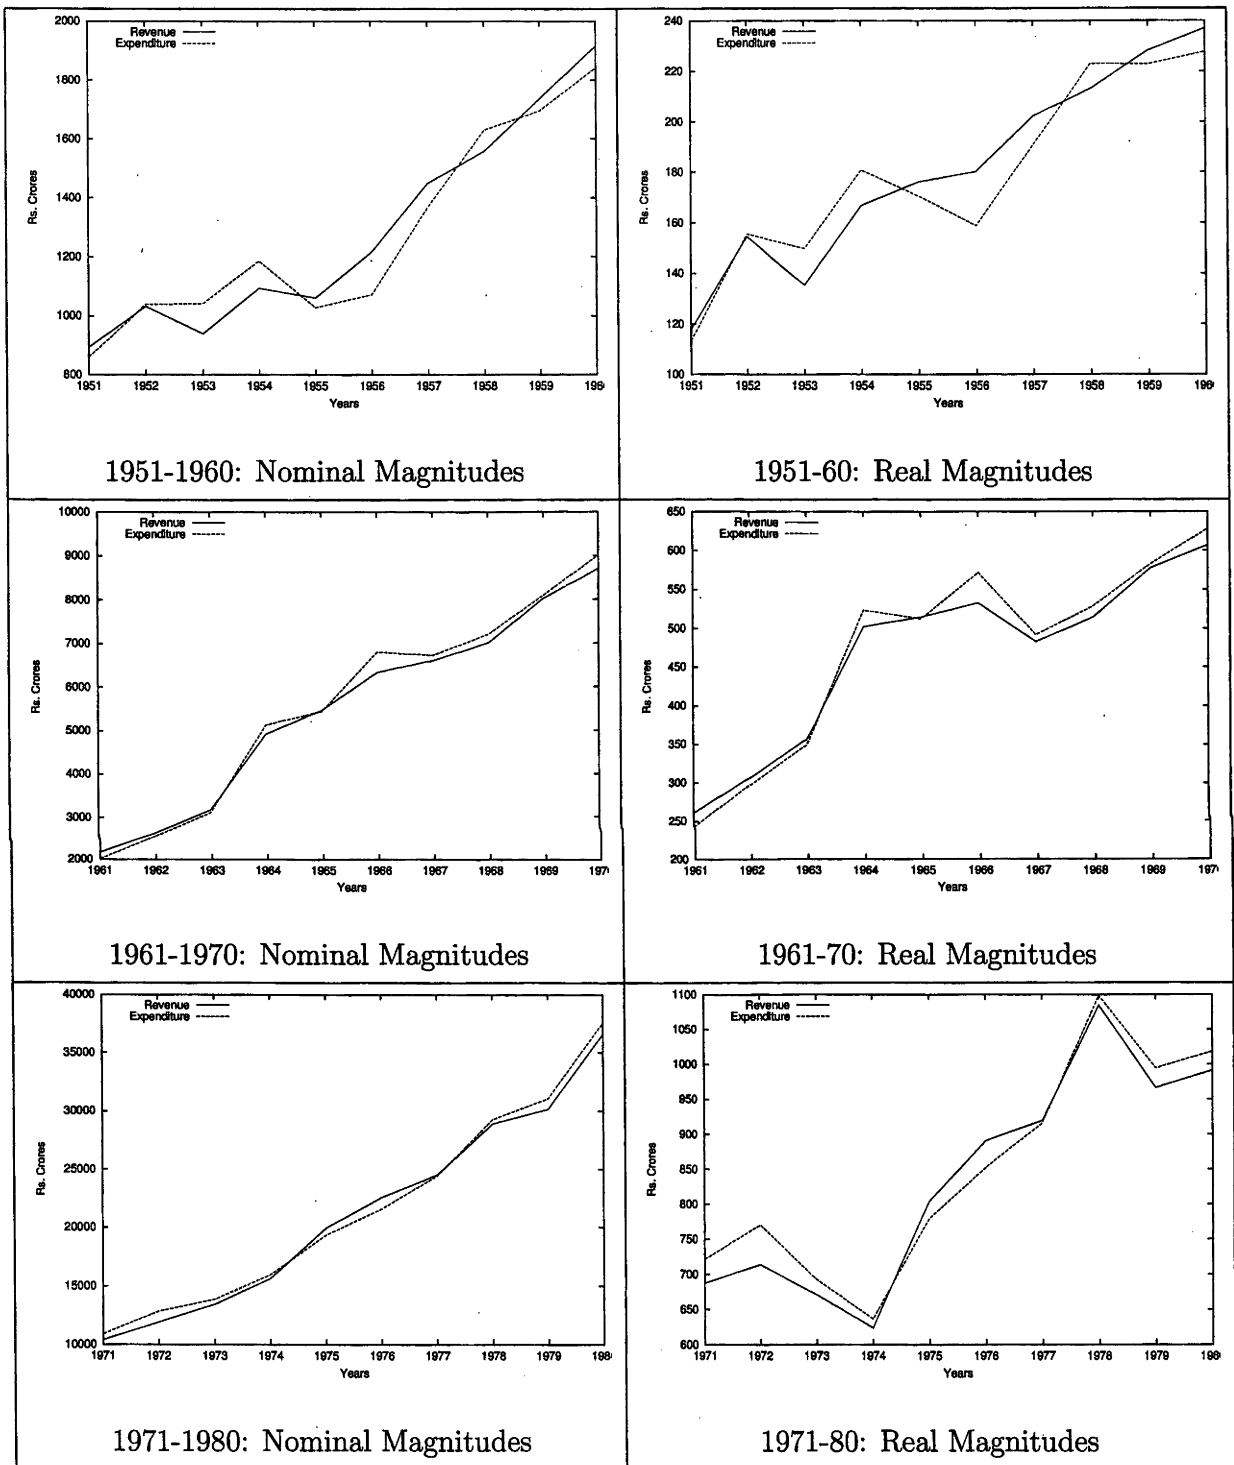 2000
1800
1600
1400
1200
1000
800
Rs. Crores
Revenue
Expenditure
1951 1952 1953 1954 1955 1956 1957 1958 1959 196
Years
1951-1960: Nominal Magnitudes
240
220
200
180
160
140
120
100
Rs. Crores
Revenue
Expenditure
1951 1952 1953 1954 1955 1956 1957 1958 1959 196
Years
1951-60: Real Magnitudes
10000
9000
8000
7000
6000
5000
4000
3000
2000
Rs. Crores
Revenue
Expenditure
1961 1962 1963 1964 1965 1966 1967 1968 1969 197
Years
1961-1970: Nominal Magnitudes
650
600
550
500
450
400
350
300
250
200
Rs. Crores
Revenue
Expenditure
1961 1962 1963 1964 1965 1966 1967 1968 1969 197
Years
1961-70: Real Magnitudes
40000
35000
30000
25000
20000
15000
10000
Rs. Crores
Revenue
Expenditure
1971 1972 1973 1974 1975 1976 1977 1978 1979 198
Years
1971-1980: Nominal Magnitudes
1100
1050
1000
950
900
850
800
750
700
650
600
Rs. Crores
Revenue
Expenditure
1971 1972 1973 1974 1975 1976 1977 1978 1979 198
Years
1971-80: Real Magnitudes